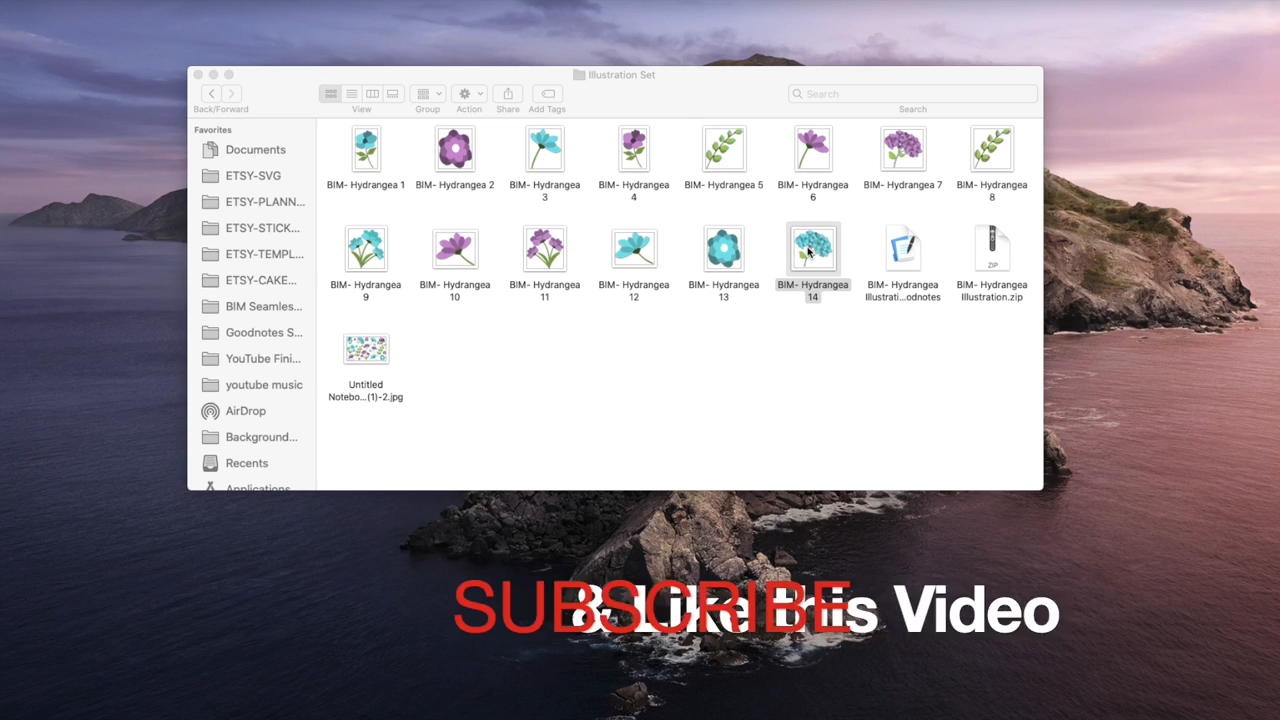 Illustration Set
Back/Forward
View
Group
Action
Share
Add Tags
Search
Search
Favorites
Documents
ETSY-SVG
ETSY-PLANN...
ETSY-STICK...
ETSY-TEMPL...
ETSY-CAKE...
BIM Seamles...
Goodnotes S...
YouTube Fini...
youtube music
AirDrop
Background...
Recents
Applications
BIM- Hydrangea 1
BIM- Hydrangea 2
BIM- Hydrangea
3
BIM- Hydrangea
4
BIM- Hydrangea 5
BIM- Hydrangea
6
BIM- Hydrangea 7
BIM- Hydrangea
8
BIM- Hydrangea
9
BIM- Hydrangea
10
BIM- Hydrangea
11
BIM- Hydrangea
12
BIM- Hydrangea
13
BIM- Hydrangea
14
BIM- Hydrangea
Illustrati...odnotes
ZIP
BIM- Hydrangea
Illustration.zip
Untitled
Notebo...(1)-2.jpg
SUBSCRIBE
& Like this Video